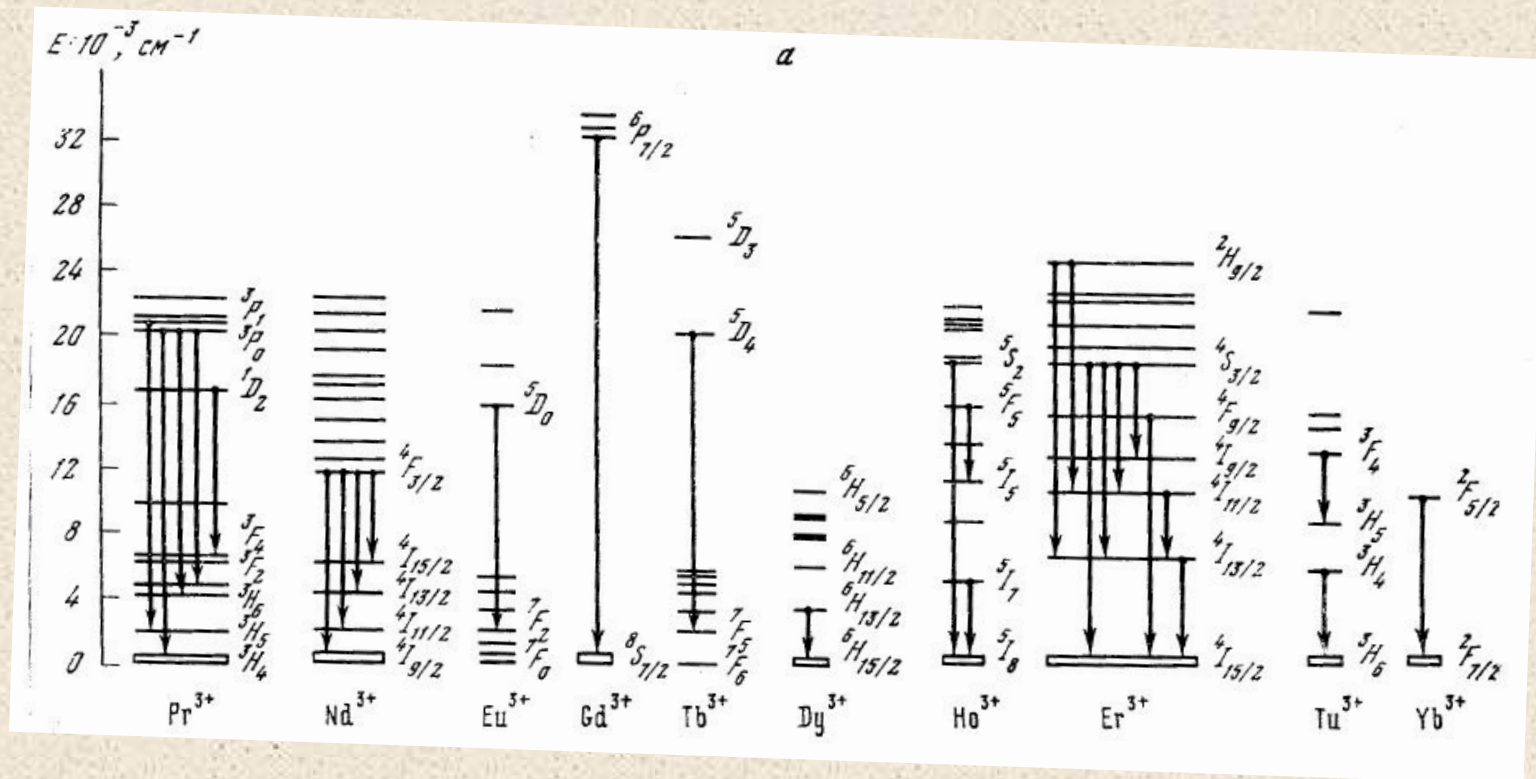 E·10⁻³, см⁻¹
а
32
28
24
20
16
12
8
4
0
³P₁
³P₀
¹D₂
³F₄
³F₂
³H₆
³H₅
³H₄
Pr³⁺
⁴F₃/₂
⁴I₁₅/₂
⁴I₁₃/₂
⁴I₁₁/₂
⁴I₉/₂
Nd³⁺
⁵D₀
⁷F₂
⁷F₀
Eu³⁺
⁶P₇/₂
⁸S₇/₂
Gd³⁺
⁵D₃
⁵D₄
⁷F₅
⁷F₆
Tb³⁺
⁶H₅/₂
⁶H₁₁/₂
⁶H₁₃/₂
⁶H₁₅/₂
Dy³⁺
⁵S₂
⁵F₅
⁵I₅
⁵I₇
⁵I₈
Ho³⁺
²H₉/₂
⁴S₃/₂
⁴F₉/₂
⁴I₉/₂
⁴I₁₁/₂
⁴I₁₃/₂
⁴I₁₅/₂
Er³⁺
³F₄
³H₅
³H₄
³H₆
Tu³⁺
²F₅/₂
²F₇/₂
Yb³⁺